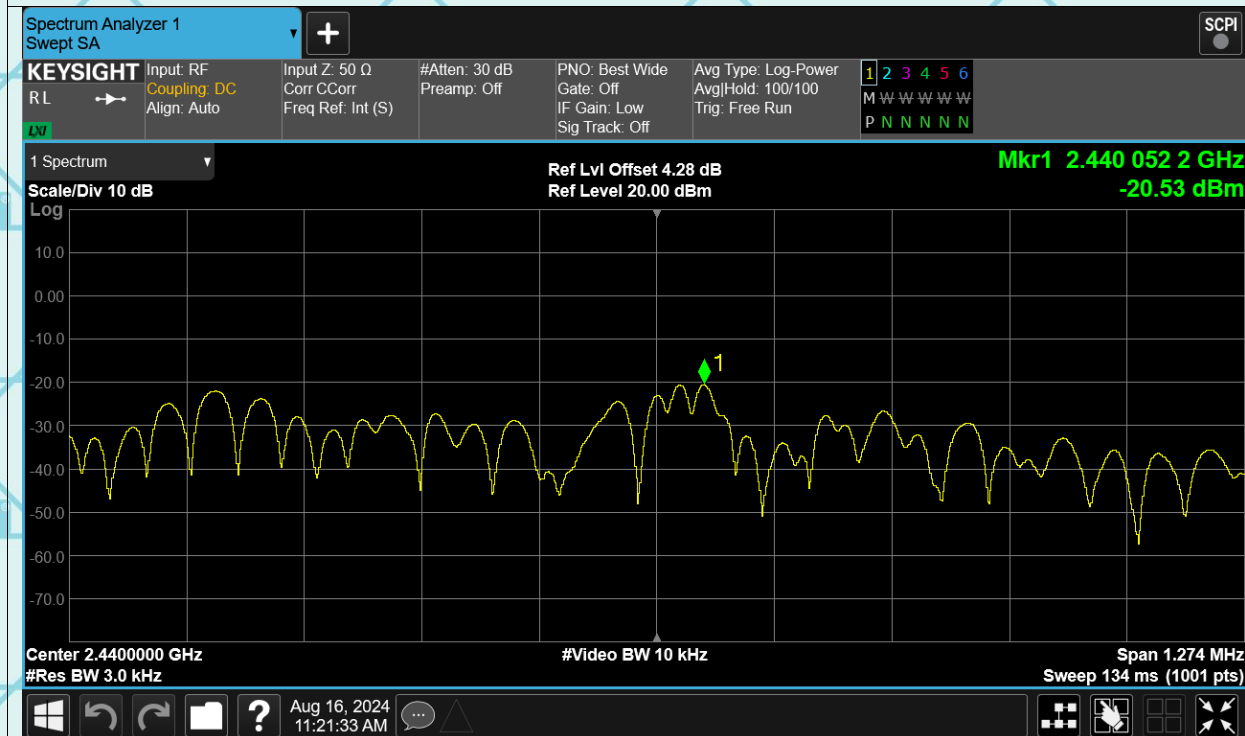 Spectrum Analyzer 1
Swept SA
+
SCPI
KEYSIGHT
RL
LXI
Input: RF
Coupling: DC
Align: Auto
Input Z: 50 Ω
Corr CCorr
Freq Ref: Int (S)
#Atten: 30 dB
Preamp: Off
PNO: Best Wide
Gate: Off
IF Gain: Low
Sig Track: Off
Avg Type: Log-Power
Avg|Hold: 100/100
Trig: Free Run
1 2 3 4 5 6
M W W W W W W
P N N N N N N
1 Spectrum
Scale/Div 10 dB
Log
Ref Lvl Offset 4.28 dB
Ref Level 20.00 dBm
Mkr1 2.440 052 2 GHz
-20.53 dBm
10.0
0.00
-10.0
1
-20.0
-30.0
-40.0
-50.0
-60.0
-70.0
Center 2.4400000 GHz
#Video BW 10 kHz
Span 1.274 MHz
#Res BW 3.0 kHz
Sweep 134 ms (1001 pts)
?
Aug 16, 2024
11:21:33 AM